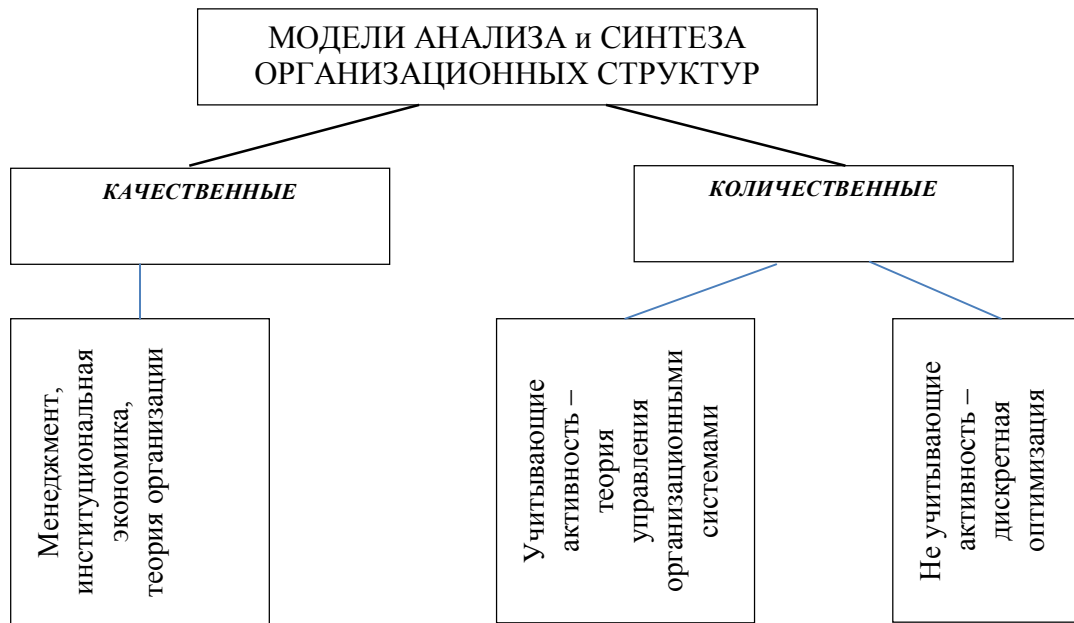 МОДЕЛИ АНАЛИЗА и СИНТЕЗА
ОРГАНИЗАЦИОННЫХ СТРУКТУР
КАЧЕСТВЕННЫЕ
КОЛИЧЕСТВЕННЫЕ
Менеджмент,
институциональная
экономика,
теория организации
Учитывающие
активность –
теория
управления
организационными
системами
Не учитывающие
активность –
дискретная
оптимизация